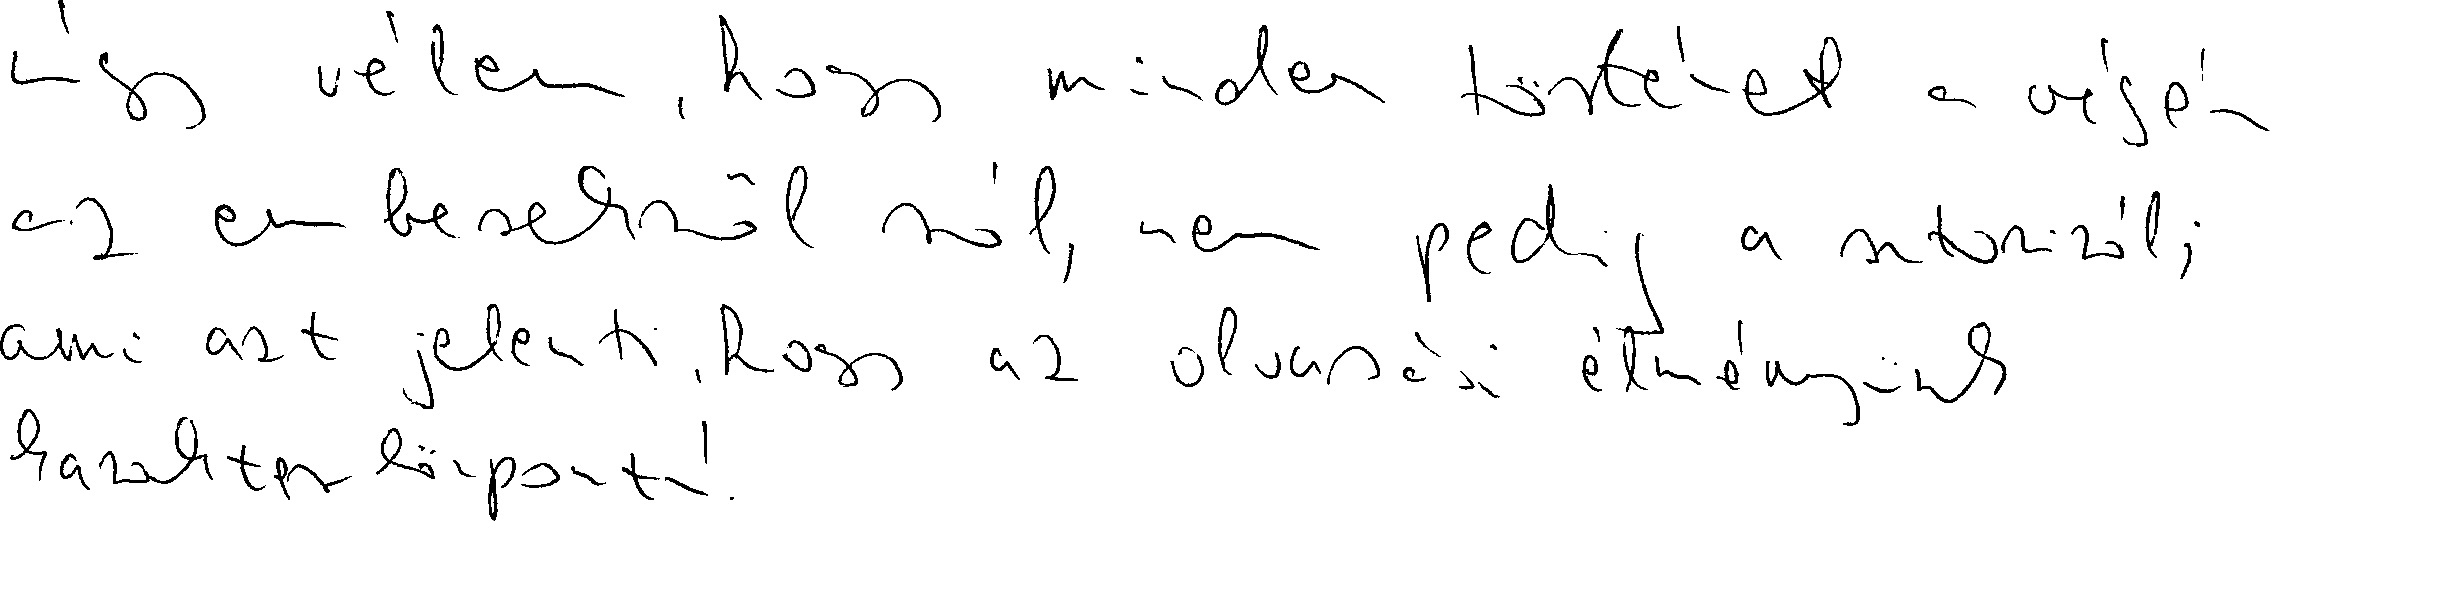 Úgy vélem, hogy minden történet a végén
az emberekről szól, nem pedig a sztoriról;
ami azt jelenti, hogy az olvasási élményünk
karakterközpontú.